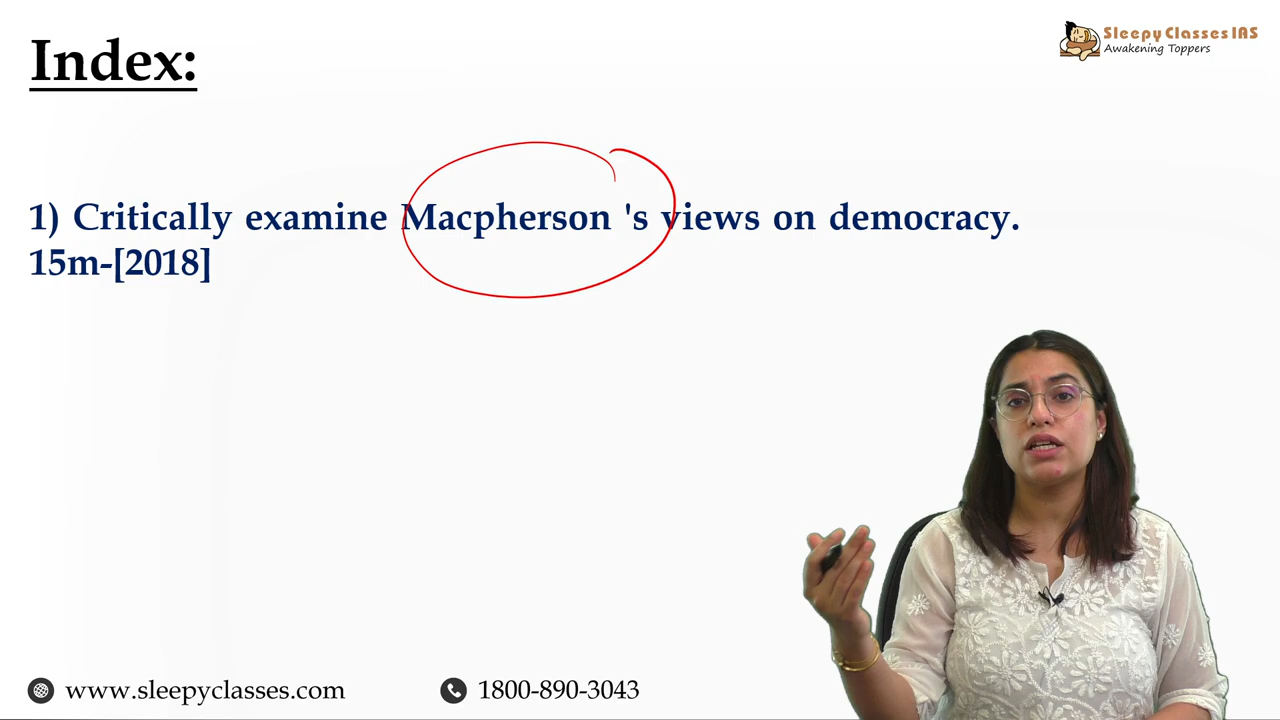 Index:
Sleepy Classes IAS
Awakening Toppers
1) Critically examine Macpherson 's views on democracy.
15m-[2018]
www.sleepyclasses.com
1800-890-3043